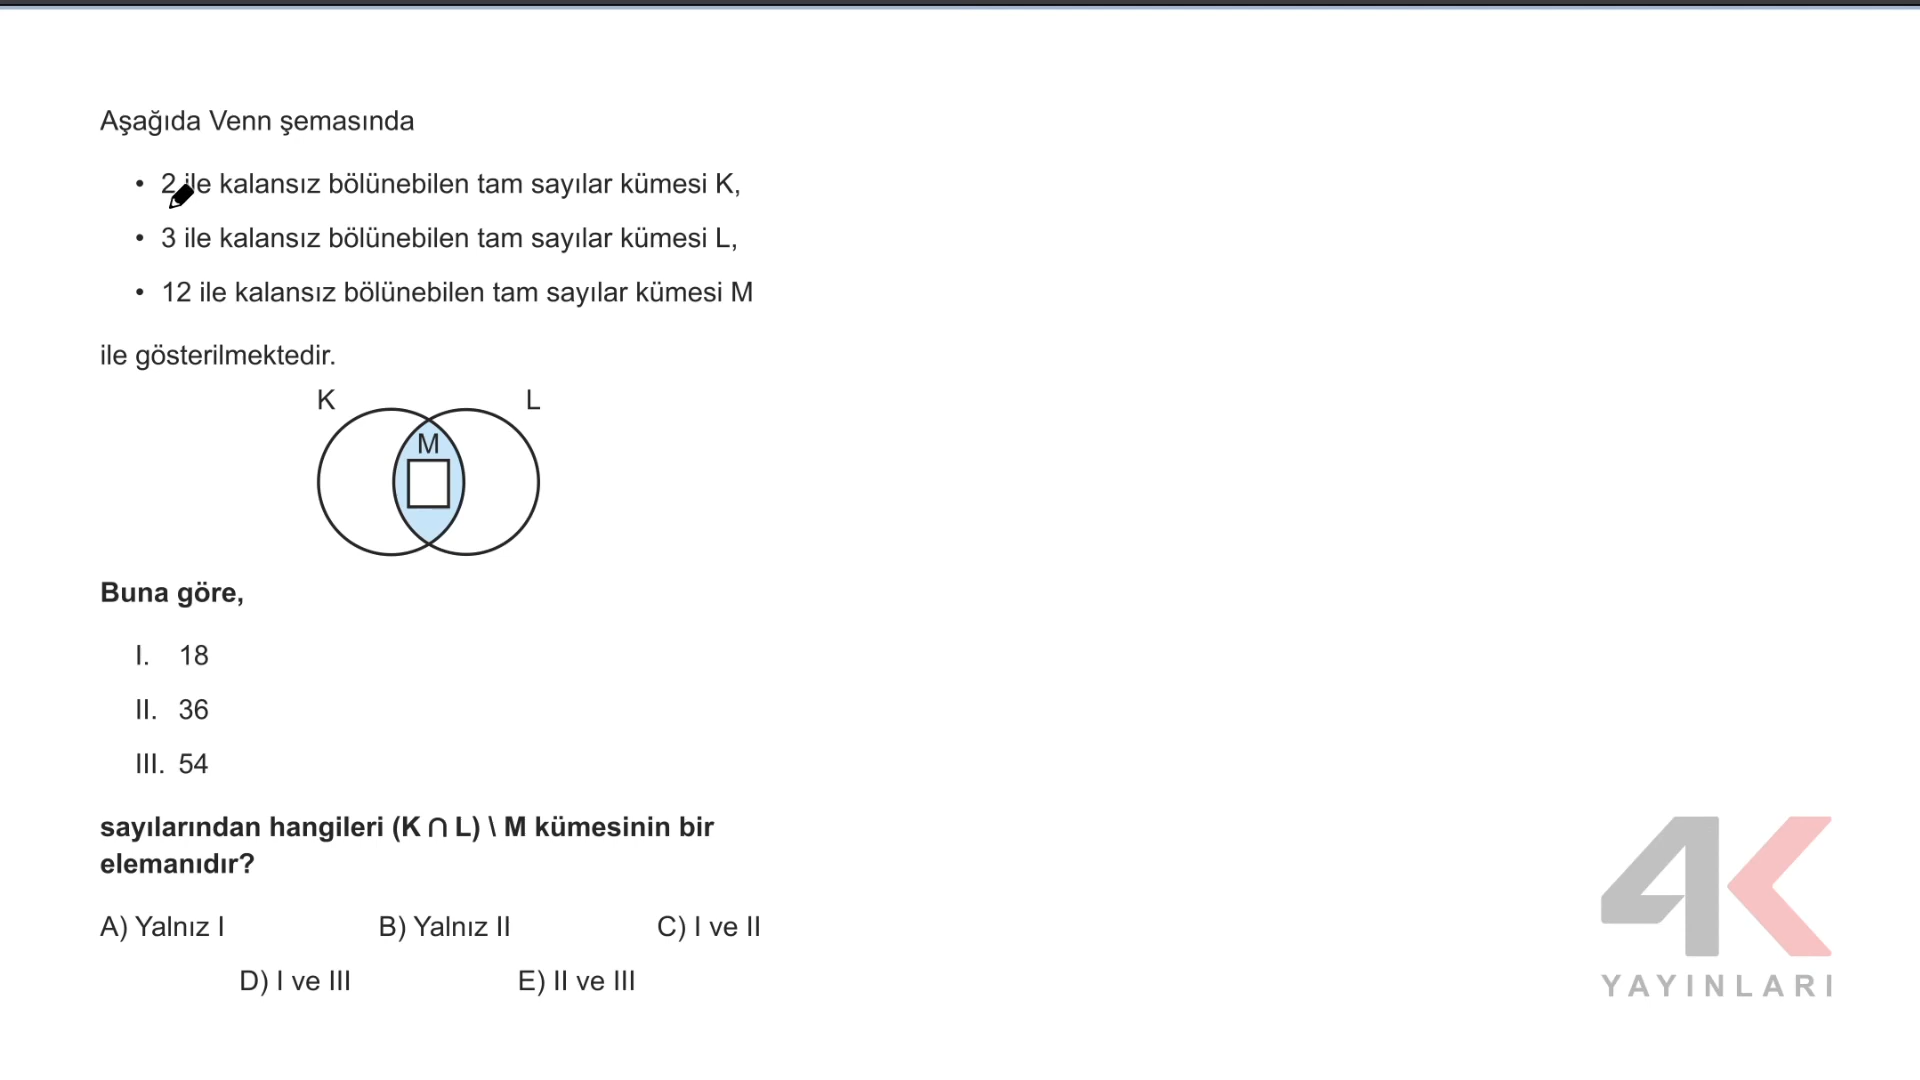 Aşağıda Venn şemasında
• 2 ile kalansız bölünebilen tam sayılar kümesi K,
• 3 ile kalansız bölünebilen tam sayılar kümesi L,
• 12 ile kalansız bölünebilen tam sayılar kümesi M
ile gösterilmektedir.
K L
M
Buna göre,
I. 18
II. 36
III. 54
sayılarından hangileri (K ∩ L) \ M kümesinin bir
elemanıdır?
A) Yalnız I B) Yalnız II C) I ve II
D) I ve III E) II ve III
4K
YAYINLARI